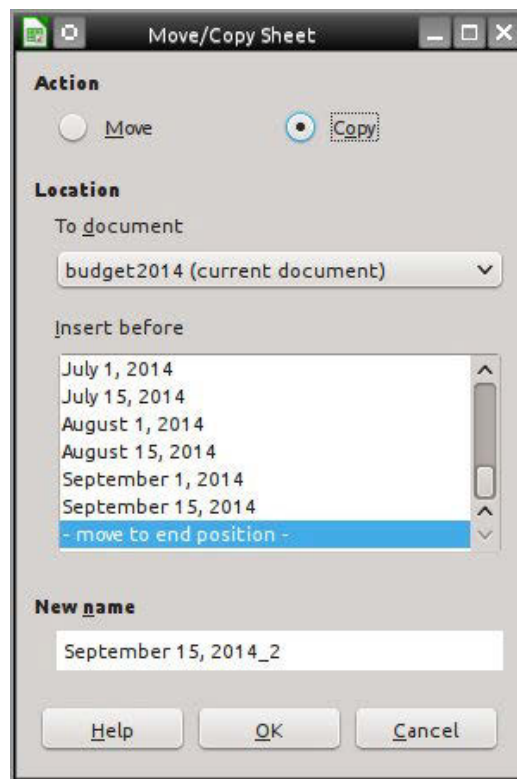 Move/Copy Sheet
Action
Move Copy
Location
To document
budget2014 (current document)
Insert before
July 1, 2014
July 15, 2014
August 1, 2014
August 15, 2014
September 1, 2014
September 15, 2014
- move to end position -
New name
September 15, 2014_2
Help OK Cancel